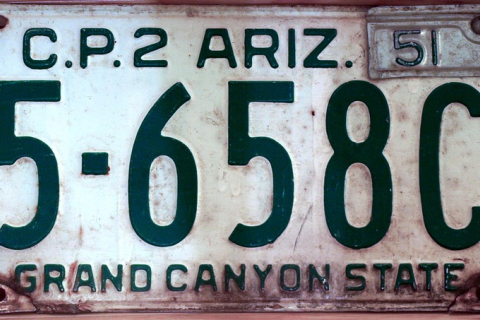 C.P.2 ARIZ. 51
5-658C
GRAND CANYON STATE